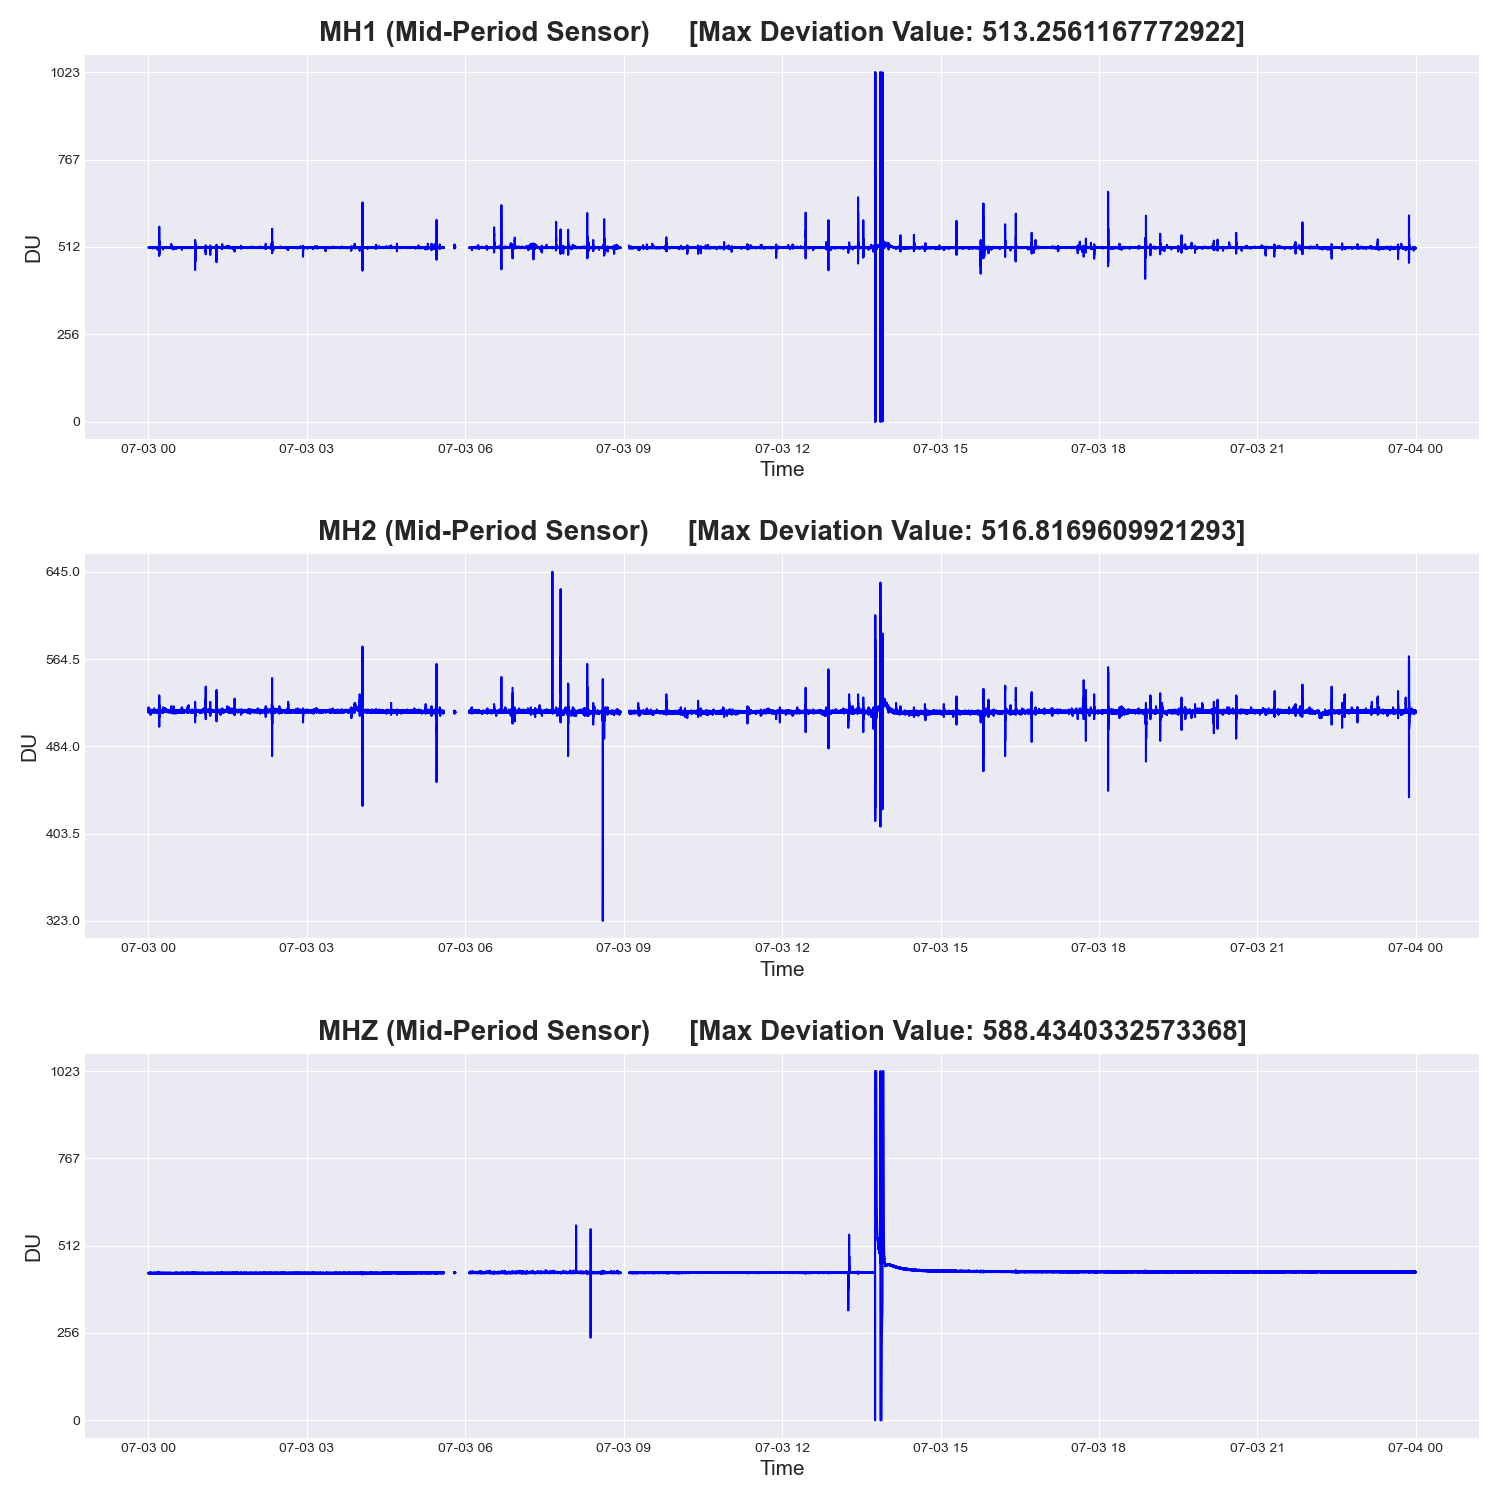 MH1 (Mid-Period Sensor) [Max Deviation Value: 513.2561167772922]
1023
767
512
256
0
DU
07-03 00 07-03 03 07-03 06 07-03 09 07-03 12 07-03 15 07-03 18 07-03 21 07-04 00
Time
MH2 (Mid-Period Sensor) [Max Deviation Value: 516.8169609921293]
645.0
564.5
484.0
403.5
323.0
DU
07-03 00 07-03 03 07-03 06 07-03 09 07-03 12 07-03 15 07-03 18 07-03 21 07-04 00
Time
MHZ (Mid-Period Sensor) [Max Deviation Value: 588.4340332573368]
1023
767
512
256
0
DU
07-03 00 07-03 03 07-03 06 07-03 09 07-03 12 07-03 15 07-03 18 07-03 21 07-04 00
Time